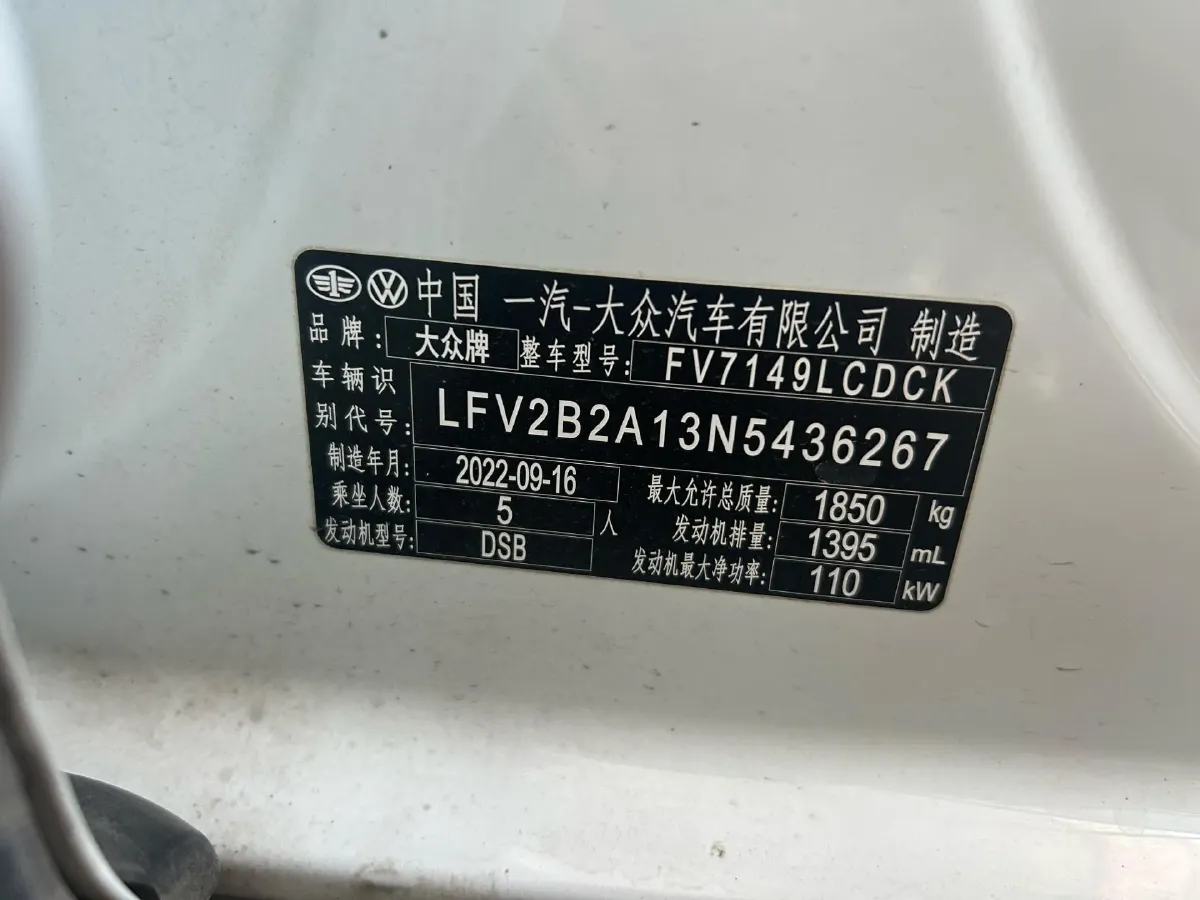 中国 一汽-大众汽车有限公司 制造
品牌: 大众牌 整车型号: FV7149LCDCK
车辆识别代号: LFV2B2A13N5436267
制造年月: 2022-09-16 最大允许总质量: 1850 kg
乘坐人数: 5 人 发动机排量: 1395 mL
发动机型号: DSB 发动机最大净功率: 110 kW